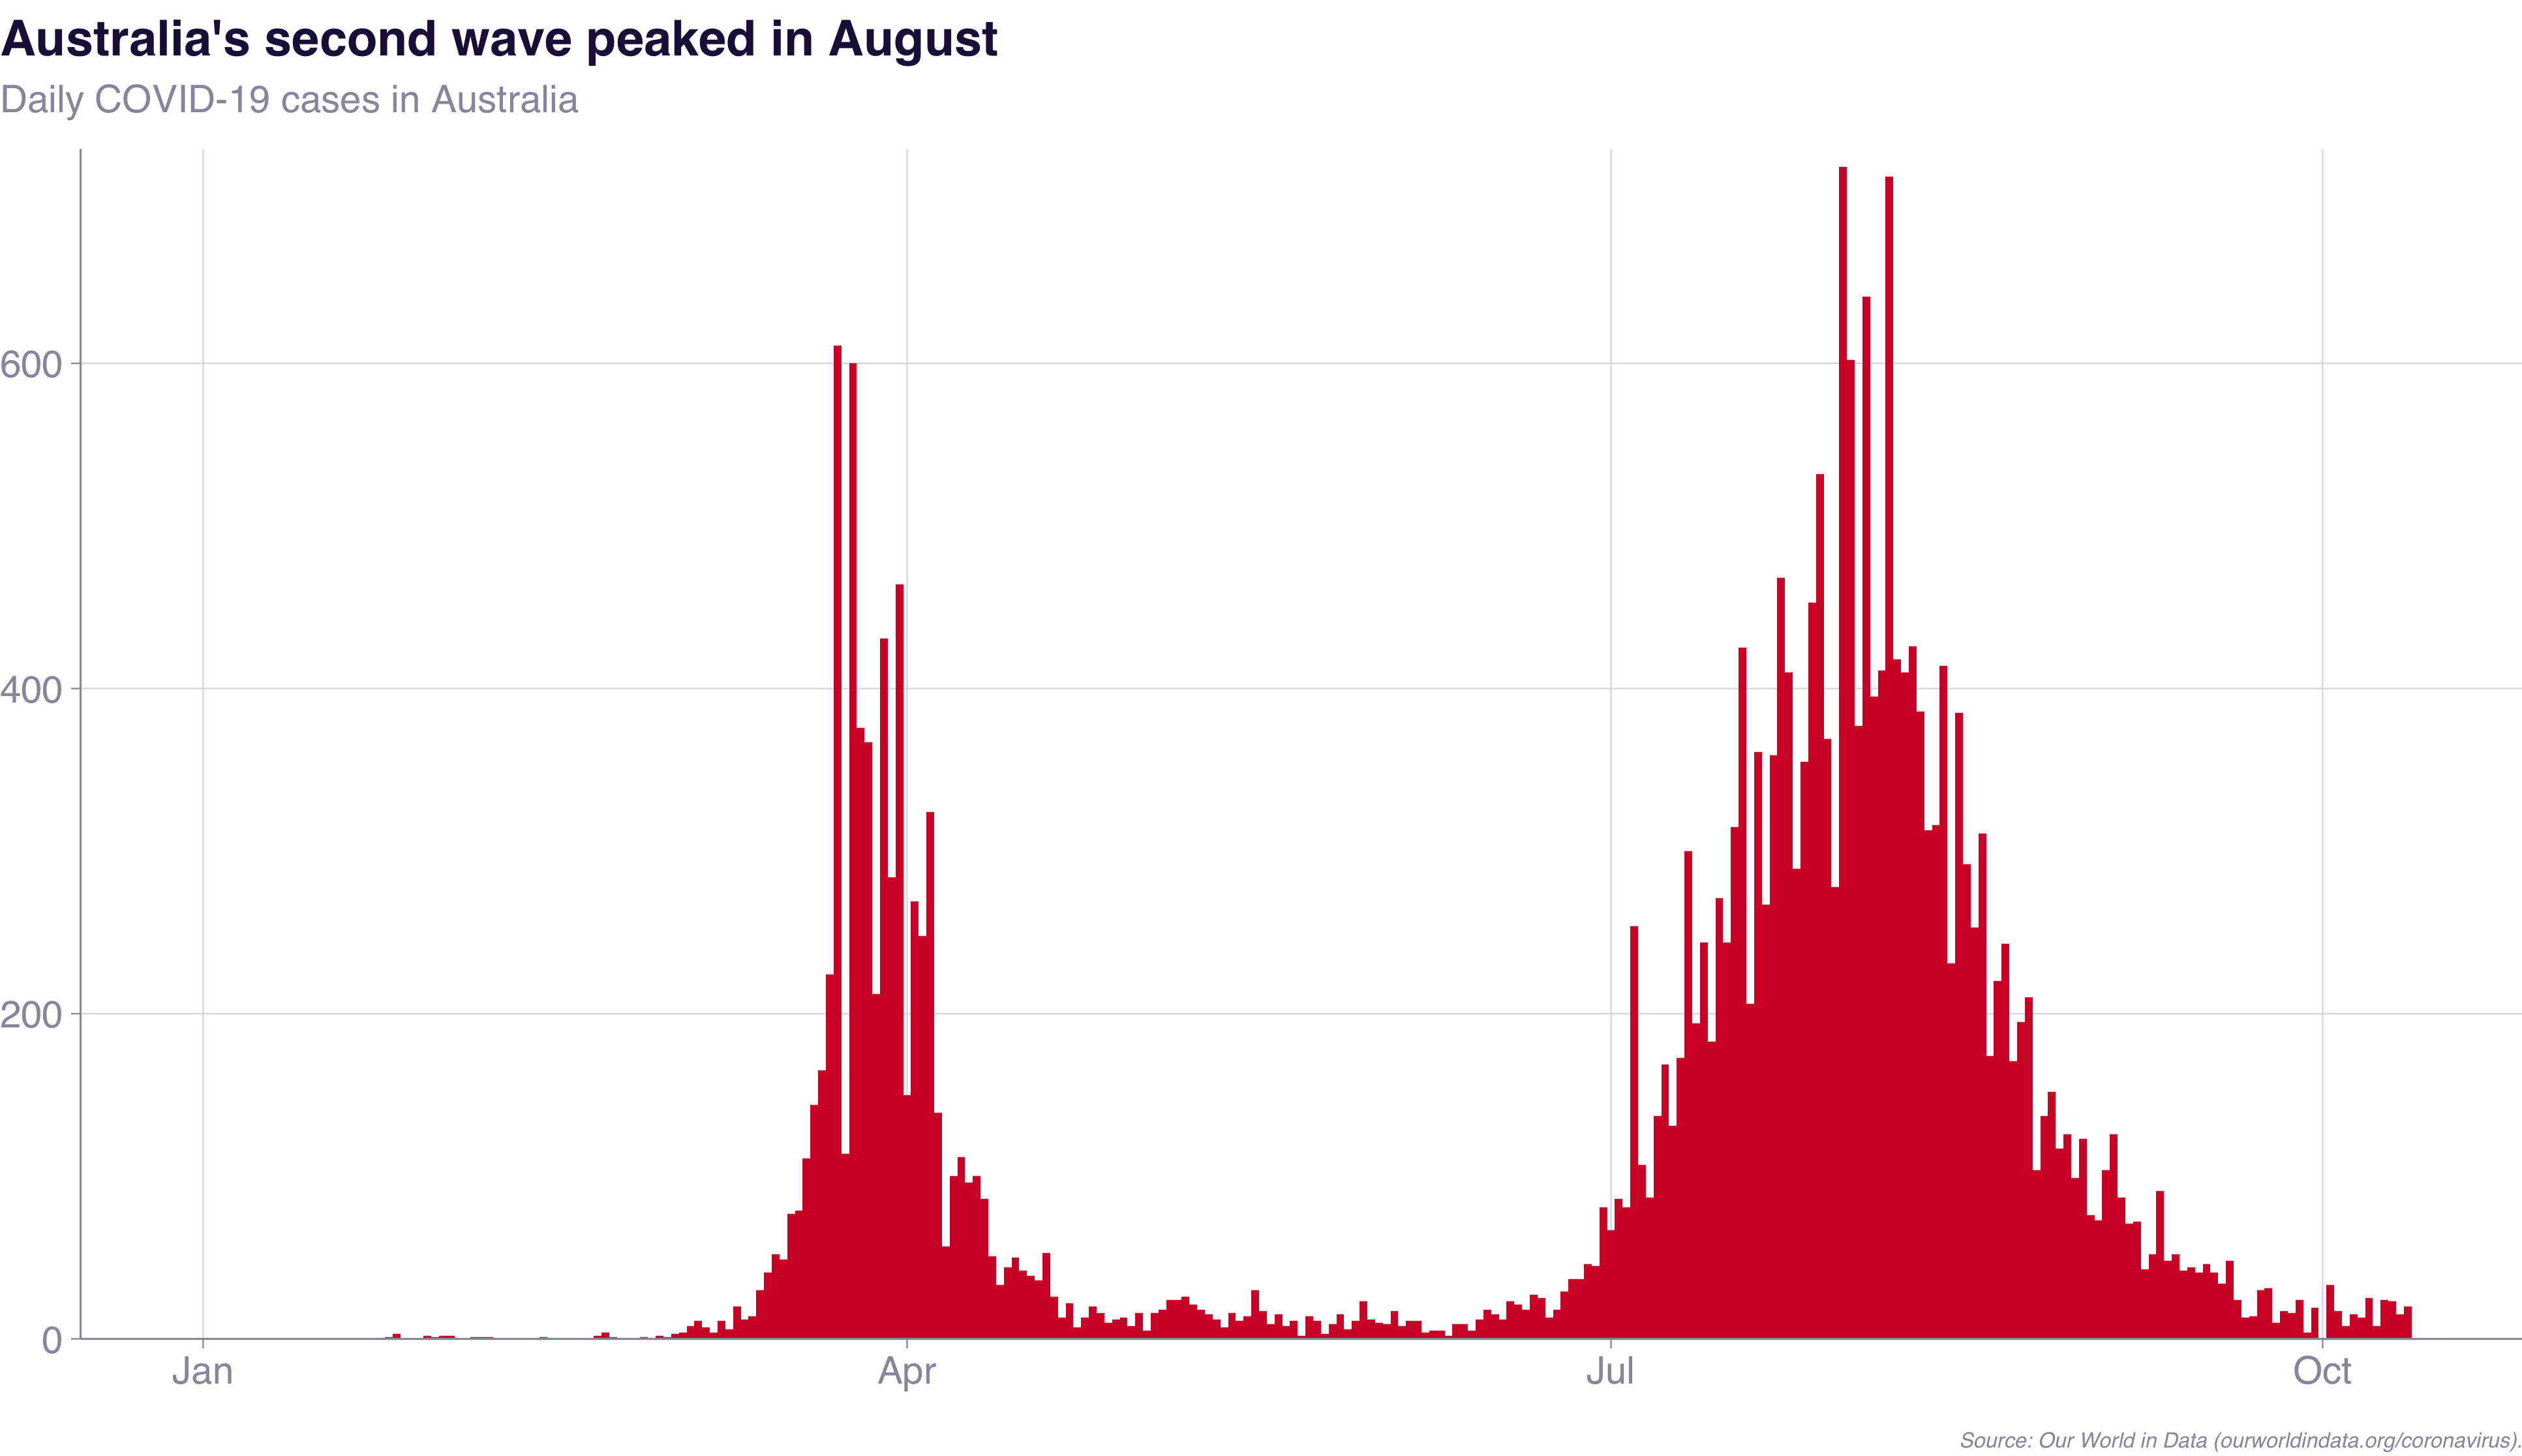 Australia's second wave peaked in August
Daily COVID-19 cases in Australia
600
400
200
0
Jan Apr Jul Oct
Source: Our World in Data (ourworldindata.org/coronavirus).